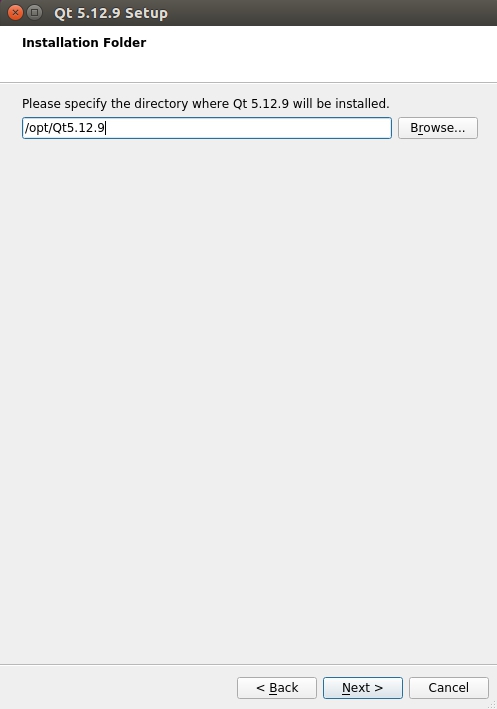 Qt 5.12.9 Setup
Installation Folder
Please specify the directory where Qt 5.12.9 will be installed.
/opt/Qt5.12.9
Browse...
< Back
Next >
Cancel